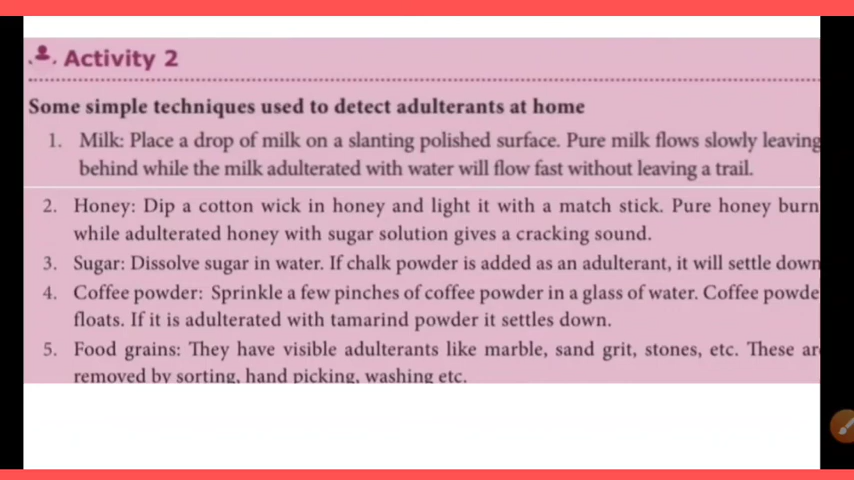 Activity 2
Some simple techniques used to detect adulterants at home
1. Milk: Place a drop of milk on a slanting polished surface. Pure milk flows slowly leaving
behind while the milk adulterated with water will flow fast without leaving a trail.
2. Honey: Dip a cotton wick in honey and light it with a match stick. Pure honey burn
while adulterated honey with sugar solution gives a cracking sound.
3. Sugar: Dissolve sugar in water. If chalk powder is added as an adulterant, it will settle down
4. Coffee powder: Sprinkle a few pinches of coffee powder in a glass of water. Coffee powde
floats. If it is adulterated with tamarind powder it settles down.
5. Food grains: They have visible adulterants like marble, sand grit, stones, etc. These ar
removed by sorting, hand picking, washing etc.